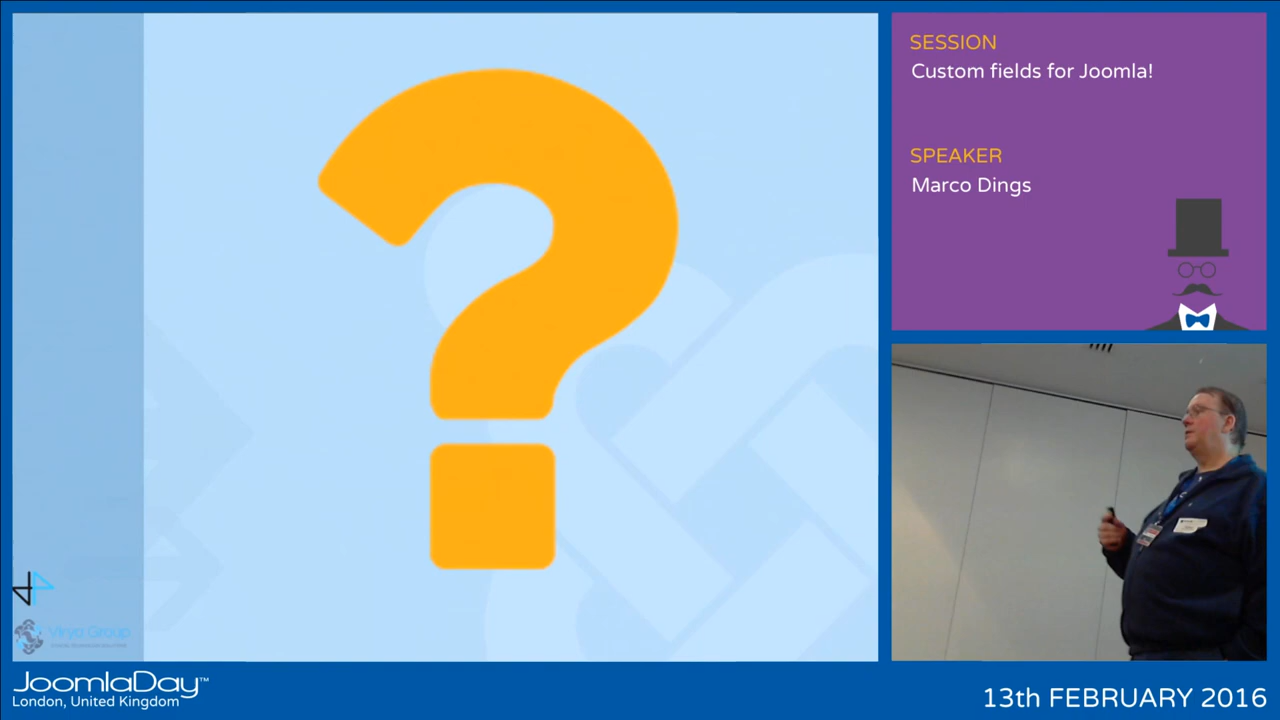 SESSION
Custom fields for Joomla!
SPEAKER
Marco Dings
?
Virya Group
JoomlaDay™
London, United Kingdom
13th FEBRUARY 2016